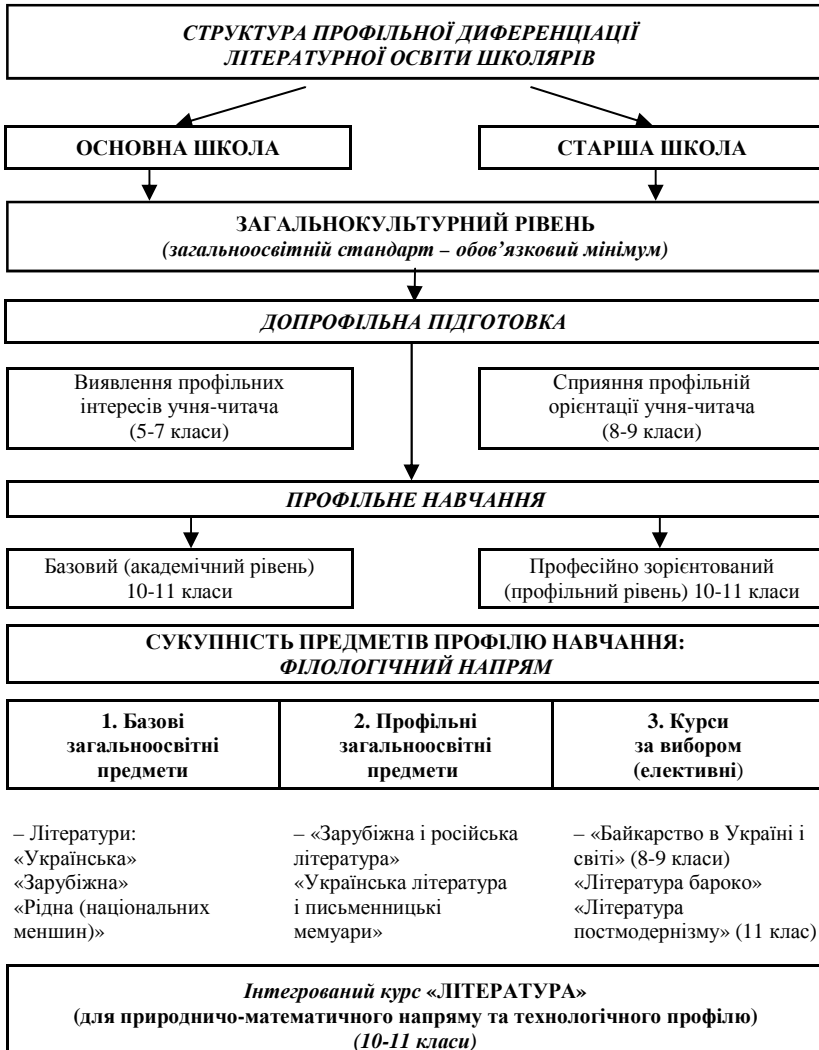 СТРУКТУРА ПРОФІЛЬНОЇ ДИФЕРЕНЦІАЦІЇ
ЛІТЕРАТУРНОЇ ОСВІТИ ШКОЛЯРІВ
ОСНОВНА ШКОЛА
СТАРША ШКОЛА
ЗАГАЛЬНОКУЛЬТУРНИЙ РІВЕНЬ
(загальноосвітній стандарт – обов’язковий мінімум)
ДОПРОФІЛЬНА ПІДГОТОВКА
Виявлення профільних
інтересів учня-читача
(5-7 класи)
Сприяння профільній
орієнтації учня-читача
(8-9 класи)
ПРОФІЛЬНЕ НАВЧАННЯ
Базовий (академічний рівень)
10-11 класи
Професійно зорієнтований
(профільний рівень) 10-11 класи
СУКУПНІСТЬ ПРЕДМЕТІВ ПРОФІЛЮ НАВЧАННЯ:
ФІЛОЛОГІЧНИЙ НАПРЯМ
1. Базові
загальноосвітні
предмети
2. Профільні
загальноосвітні
предмети
3. Курси
за вибором
(елективні)
– Літератури:
«Українська»
«Зарубіжна»
«Рідна (національних
меншин)»
– «Зарубіжна і російська
література»
«Українська література
і письменницькі
мемуари»
– «Байкарство в Україні і
світі» (8-9 класи)
«Література бароко»
«Література
постмодернізму» (11 клас)
Інтегрований курс «ЛІТЕРАТУРА»
(для природничо-математичного напряму та технологічного профілю)
(10-11 класи)